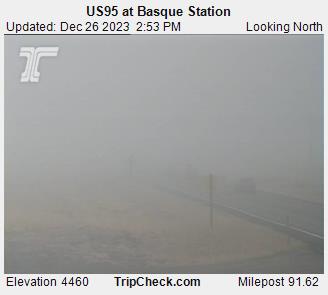 US95 at Basque Station
Updated: Dec 26 2023 2:53 PM Looking North
Elevation 4460 TripCheck.com Milepost 91.62